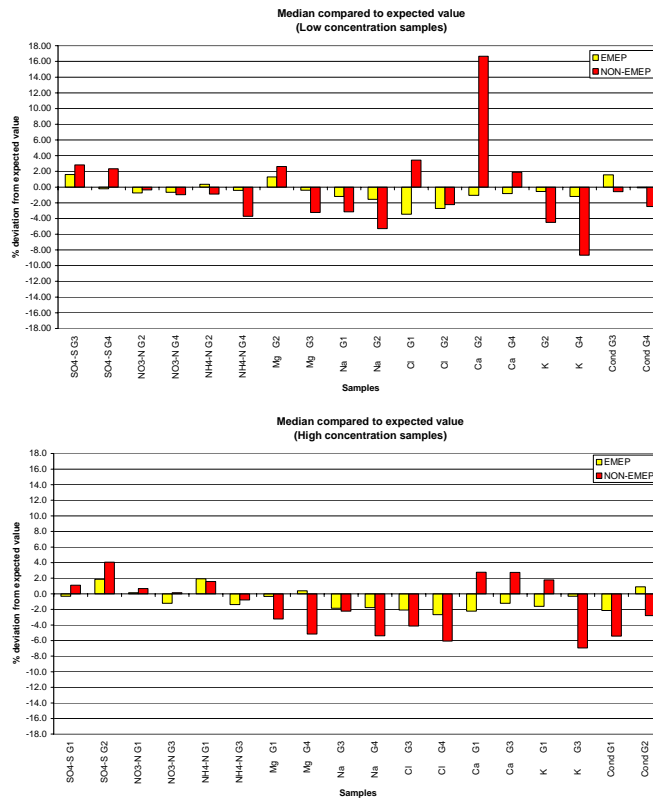 Median compared to expected value
(Low concentration samples)
% deviation from expected value
18.00
16.00
14.00
12.00
10.00
8.00
6.00
4.00
2.00
0.00
-2.00
-4.00
-6.00
-8.00
-10.00
-12.00
-14.00
-16.00
-18.00
EMEP
NON-EMEP
SO4-S G3
SO4-S G4
NO3-N G2
NO3-N G4
NH4-N G2
NH4-N G4
Mg G2
Mg G3
Na G1
Na G2
Cl G1
Cl G2
Ca G2
Ca G4
K G2
K G4
Cond G3
Cond G4
Samples
Median compared to expected value
(High concentration samples)
% deviation from expected value
18.0
16.0
14.0
12.0
10.0
8.0
6.0
4.0
2.0
0.0
-2.0
-4.0
-6.0
-8.0
-10.0
-12.0
-14.0
-16.0
-18.0
EMEP
NON-EMEP
SO4-S G1
SO4-S G2
NO3-N G1
NO3-N G3
NH4-N G1
NH4-N G3
Mg G1
Mg G4
Na G3
Na G4
Cl G3
Cl G4
Ca G1
Ca G3
K G1
K G3
Cond G1
Cond G2
Samples